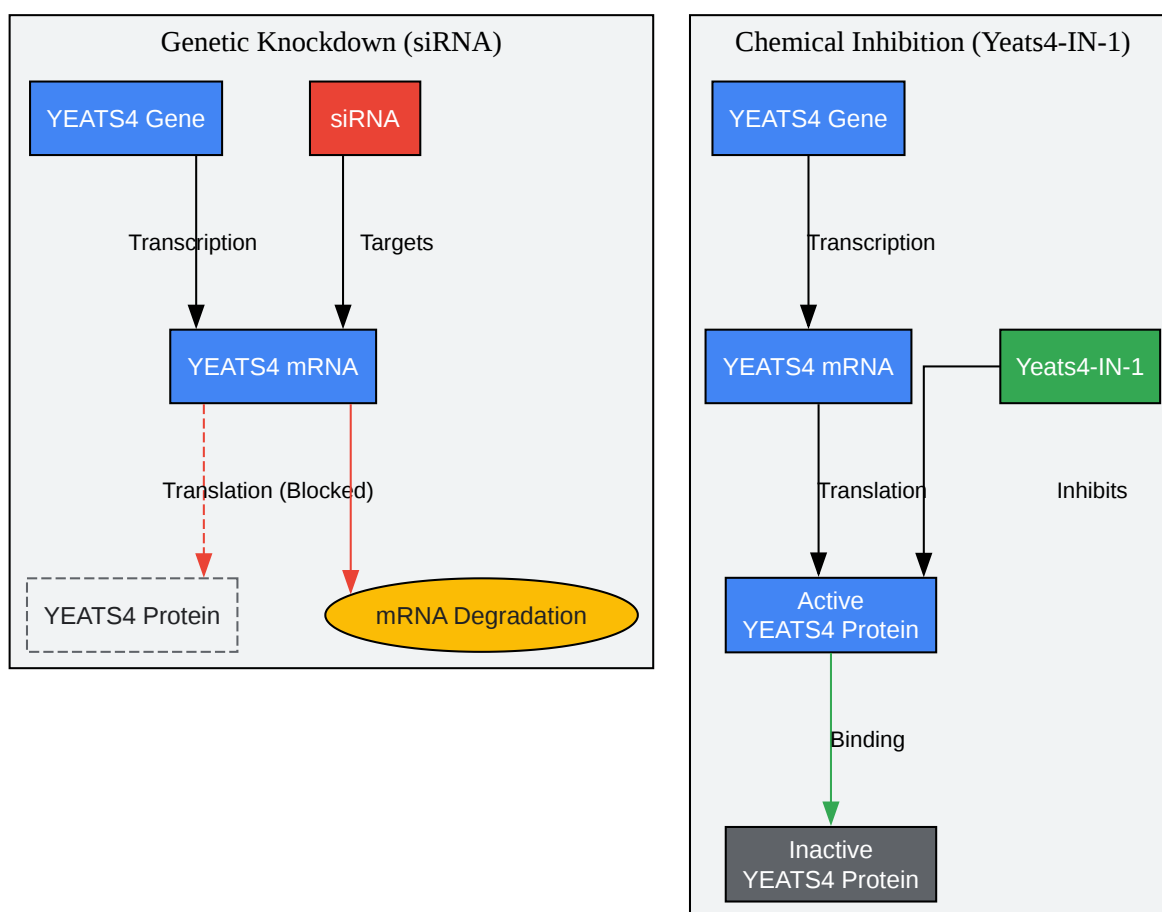 Genetic Knockdown (siRNA)
YEATS4 Gene
siRNA
Transcription
Targets
YEATS4 mRNA
Translation (Blocked)
YEATS4 Protein
mRNA Degradation
Chemical Inhibition (Yeats4-IN-1)
YEATS4 Gene
Transcription
YEATS4 mRNA
Yeats4-IN-1
Translation
Inhibits
Active
YEATS4 Protein
Binding
Inactive
YEATS4 Protein